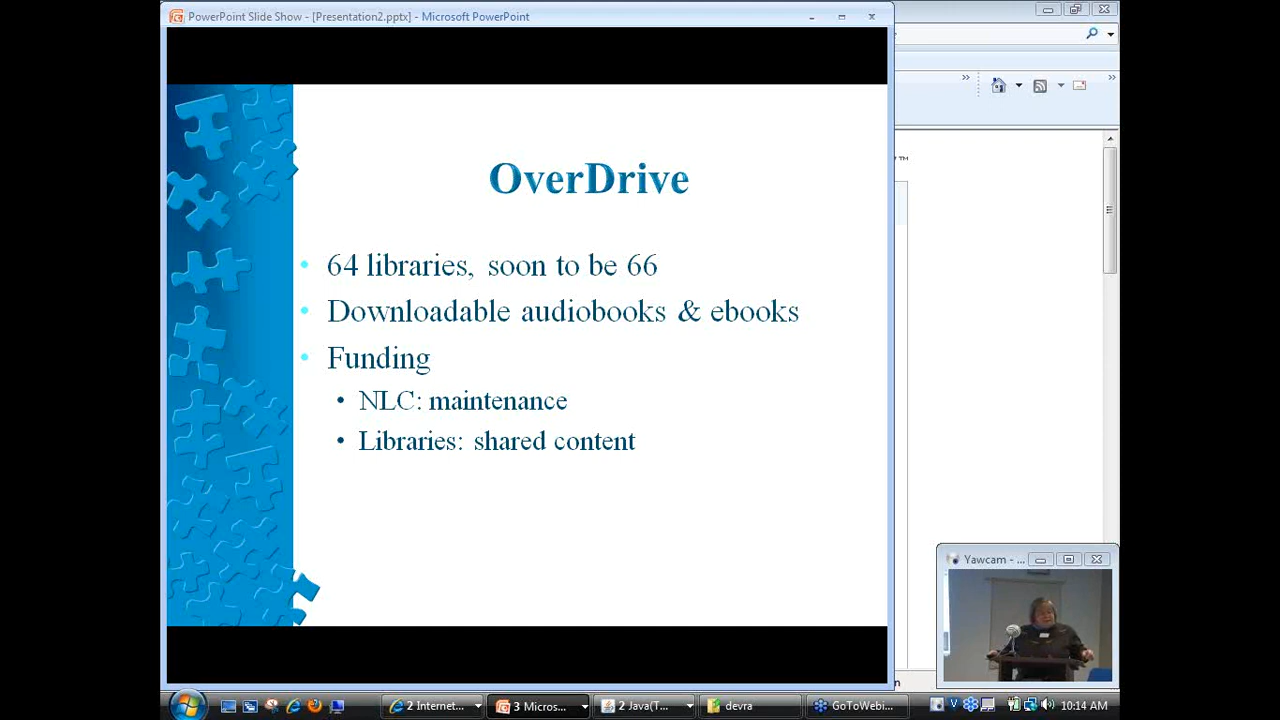 PowerPoint Slide Show - [Presentation2.pptx] - Microsoft PowerPoint
OverDrive
• 64 libraries, soon to be 66
• Downloadable audiobooks & ebooks
• Funding
• NLC: maintenance
• Libraries: shared content
Yawcam - ...
2 Internet...
3 Micros...
2 Java(T...
devra
GoToWebi...
10:14 AM